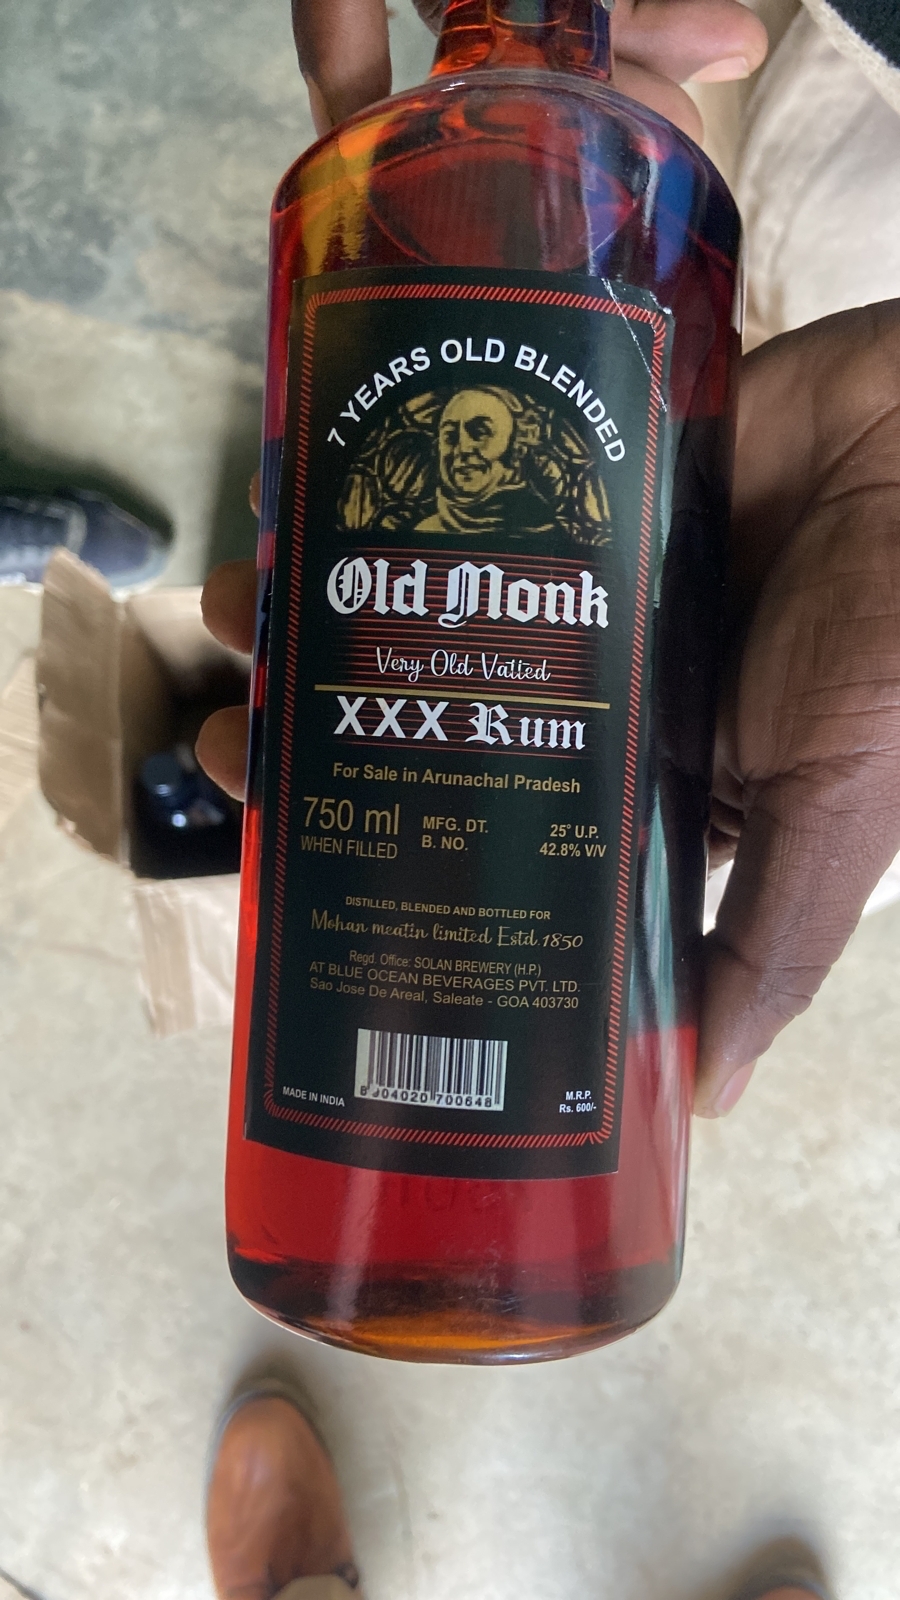 7 YEARS OLD BLENDED
Old Monk
Very Old Vatted
XXX Rum
For Sale in Arunachal Pradesh
750 ml
WHEN FILLED
MFG. DT.
B. NO.
25° U.P.
42.8% V/V
DISTILLED, BLENDED AND BOTTLED FOR
Mohan meatin limited Estd.1850
Regd. Office: SOLAN BREWERY (H.P.)
AT BLUE OCEAN BEVERAGES PVT. LTD.
Sao Jose De Areal, Saleate - GOA 403730
MADE IN INDIA
8 904020 700648
M.R.P.
Rs. 600/-